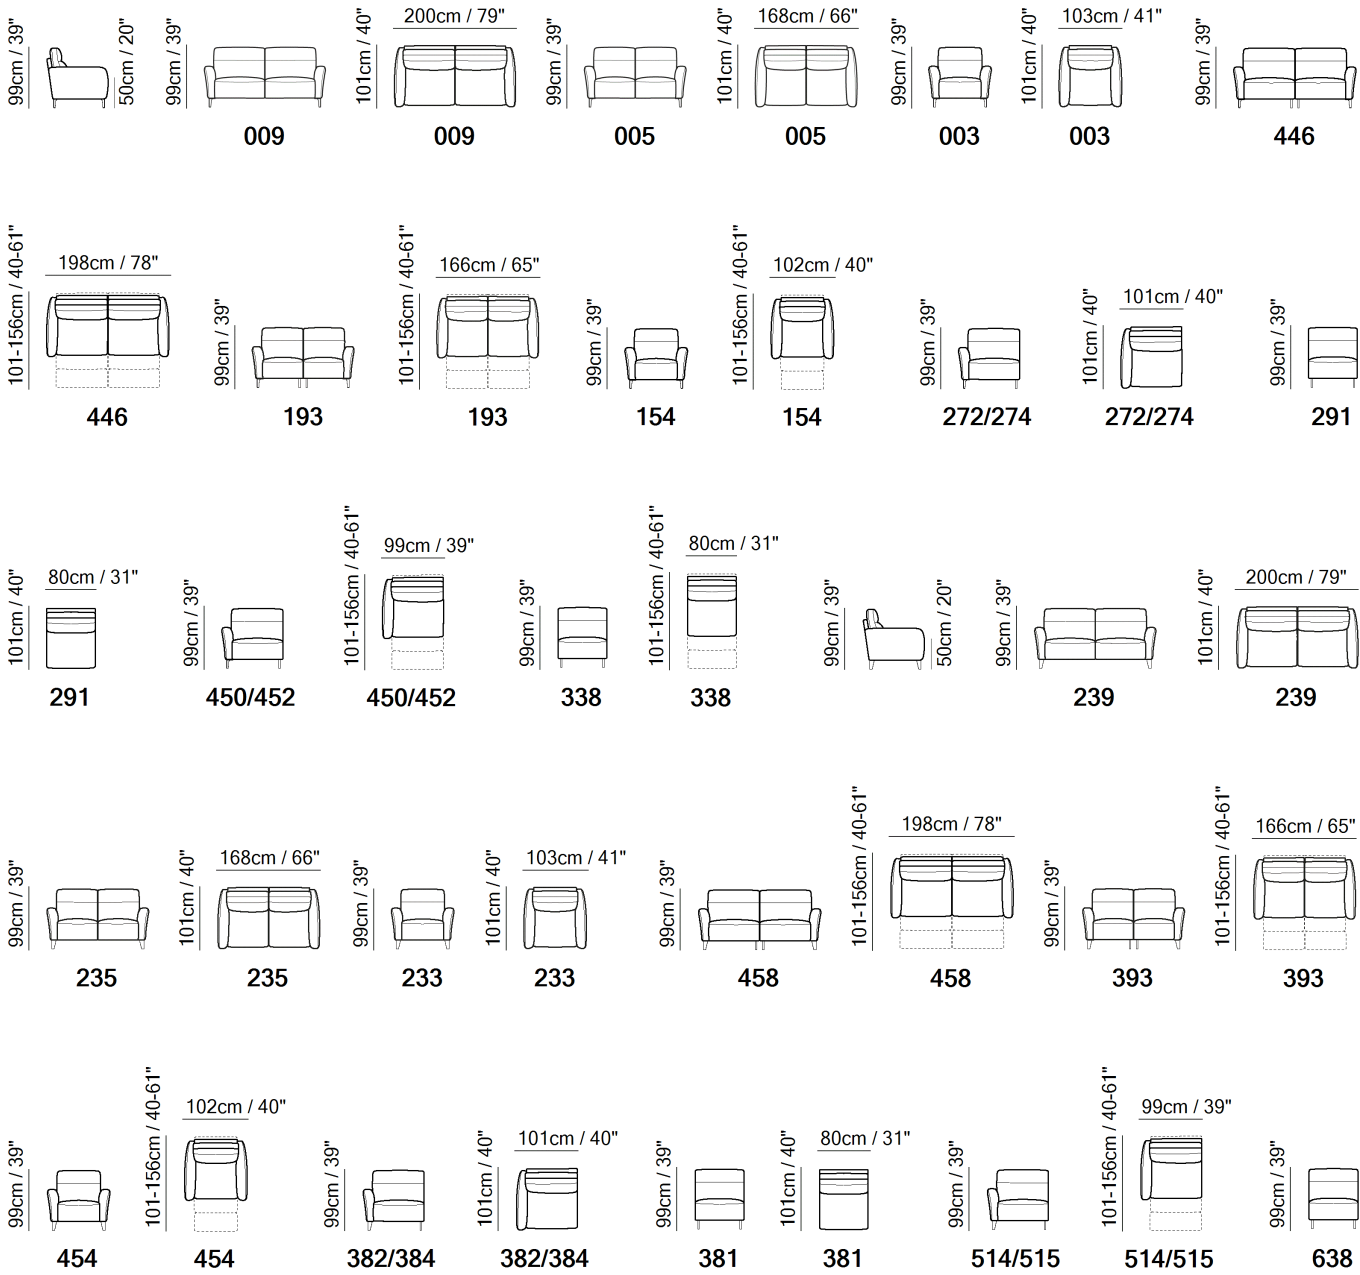 99cm / 39" 50cm / 20" 99cm / 39" 101cm / 40" 200cm / 79" 99cm / 39" 101cm / 40" 168cm / 66" 99cm / 39" 101cm / 40" 103cm / 41" 99cm / 39"
009 009 005 005 003 003 446
101-156cm / 40-61" 198cm / 78" 99cm / 39" 101-156cm / 40-61" 166cm / 65" 99cm / 39" 101-156cm / 40-61" 102cm / 40" 99cm / 39" 101cm / 40" 101cm / 40" 99cm / 39"
446 193 193 154 154 272/274 272/274 291
101cm / 40" 80cm / 31" 99cm / 39" 101-156cm / 40-61" 99cm / 39" 99cm / 39" 101-156cm / 40-61" 80cm / 31" 99cm / 39" 50cm / 20" 99cm / 39" 101cm / 40" 200cm / 79"
291 450/452 450/452 338 338 239 239
99cm / 39" 101cm / 40" 168cm / 66" 99cm / 39" 101cm / 40" 103cm / 41" 99cm / 39" 101-156cm / 40-61" 198cm / 78" 99cm / 39" 101-156cm / 40-61" 166cm / 65"
235 235 233 233 458 458 393 393
99cm / 39" 101-156cm / 40-61" 102cm / 40" 99cm / 39" 101cm / 40" 101cm / 40" 99cm / 39" 101cm / 40" 80cm / 31" 99cm / 39" 101-156cm / 40-61" 99cm / 39" 99cm / 39"
454 454 382/384 382/384 381 381 514/515 514/515 638